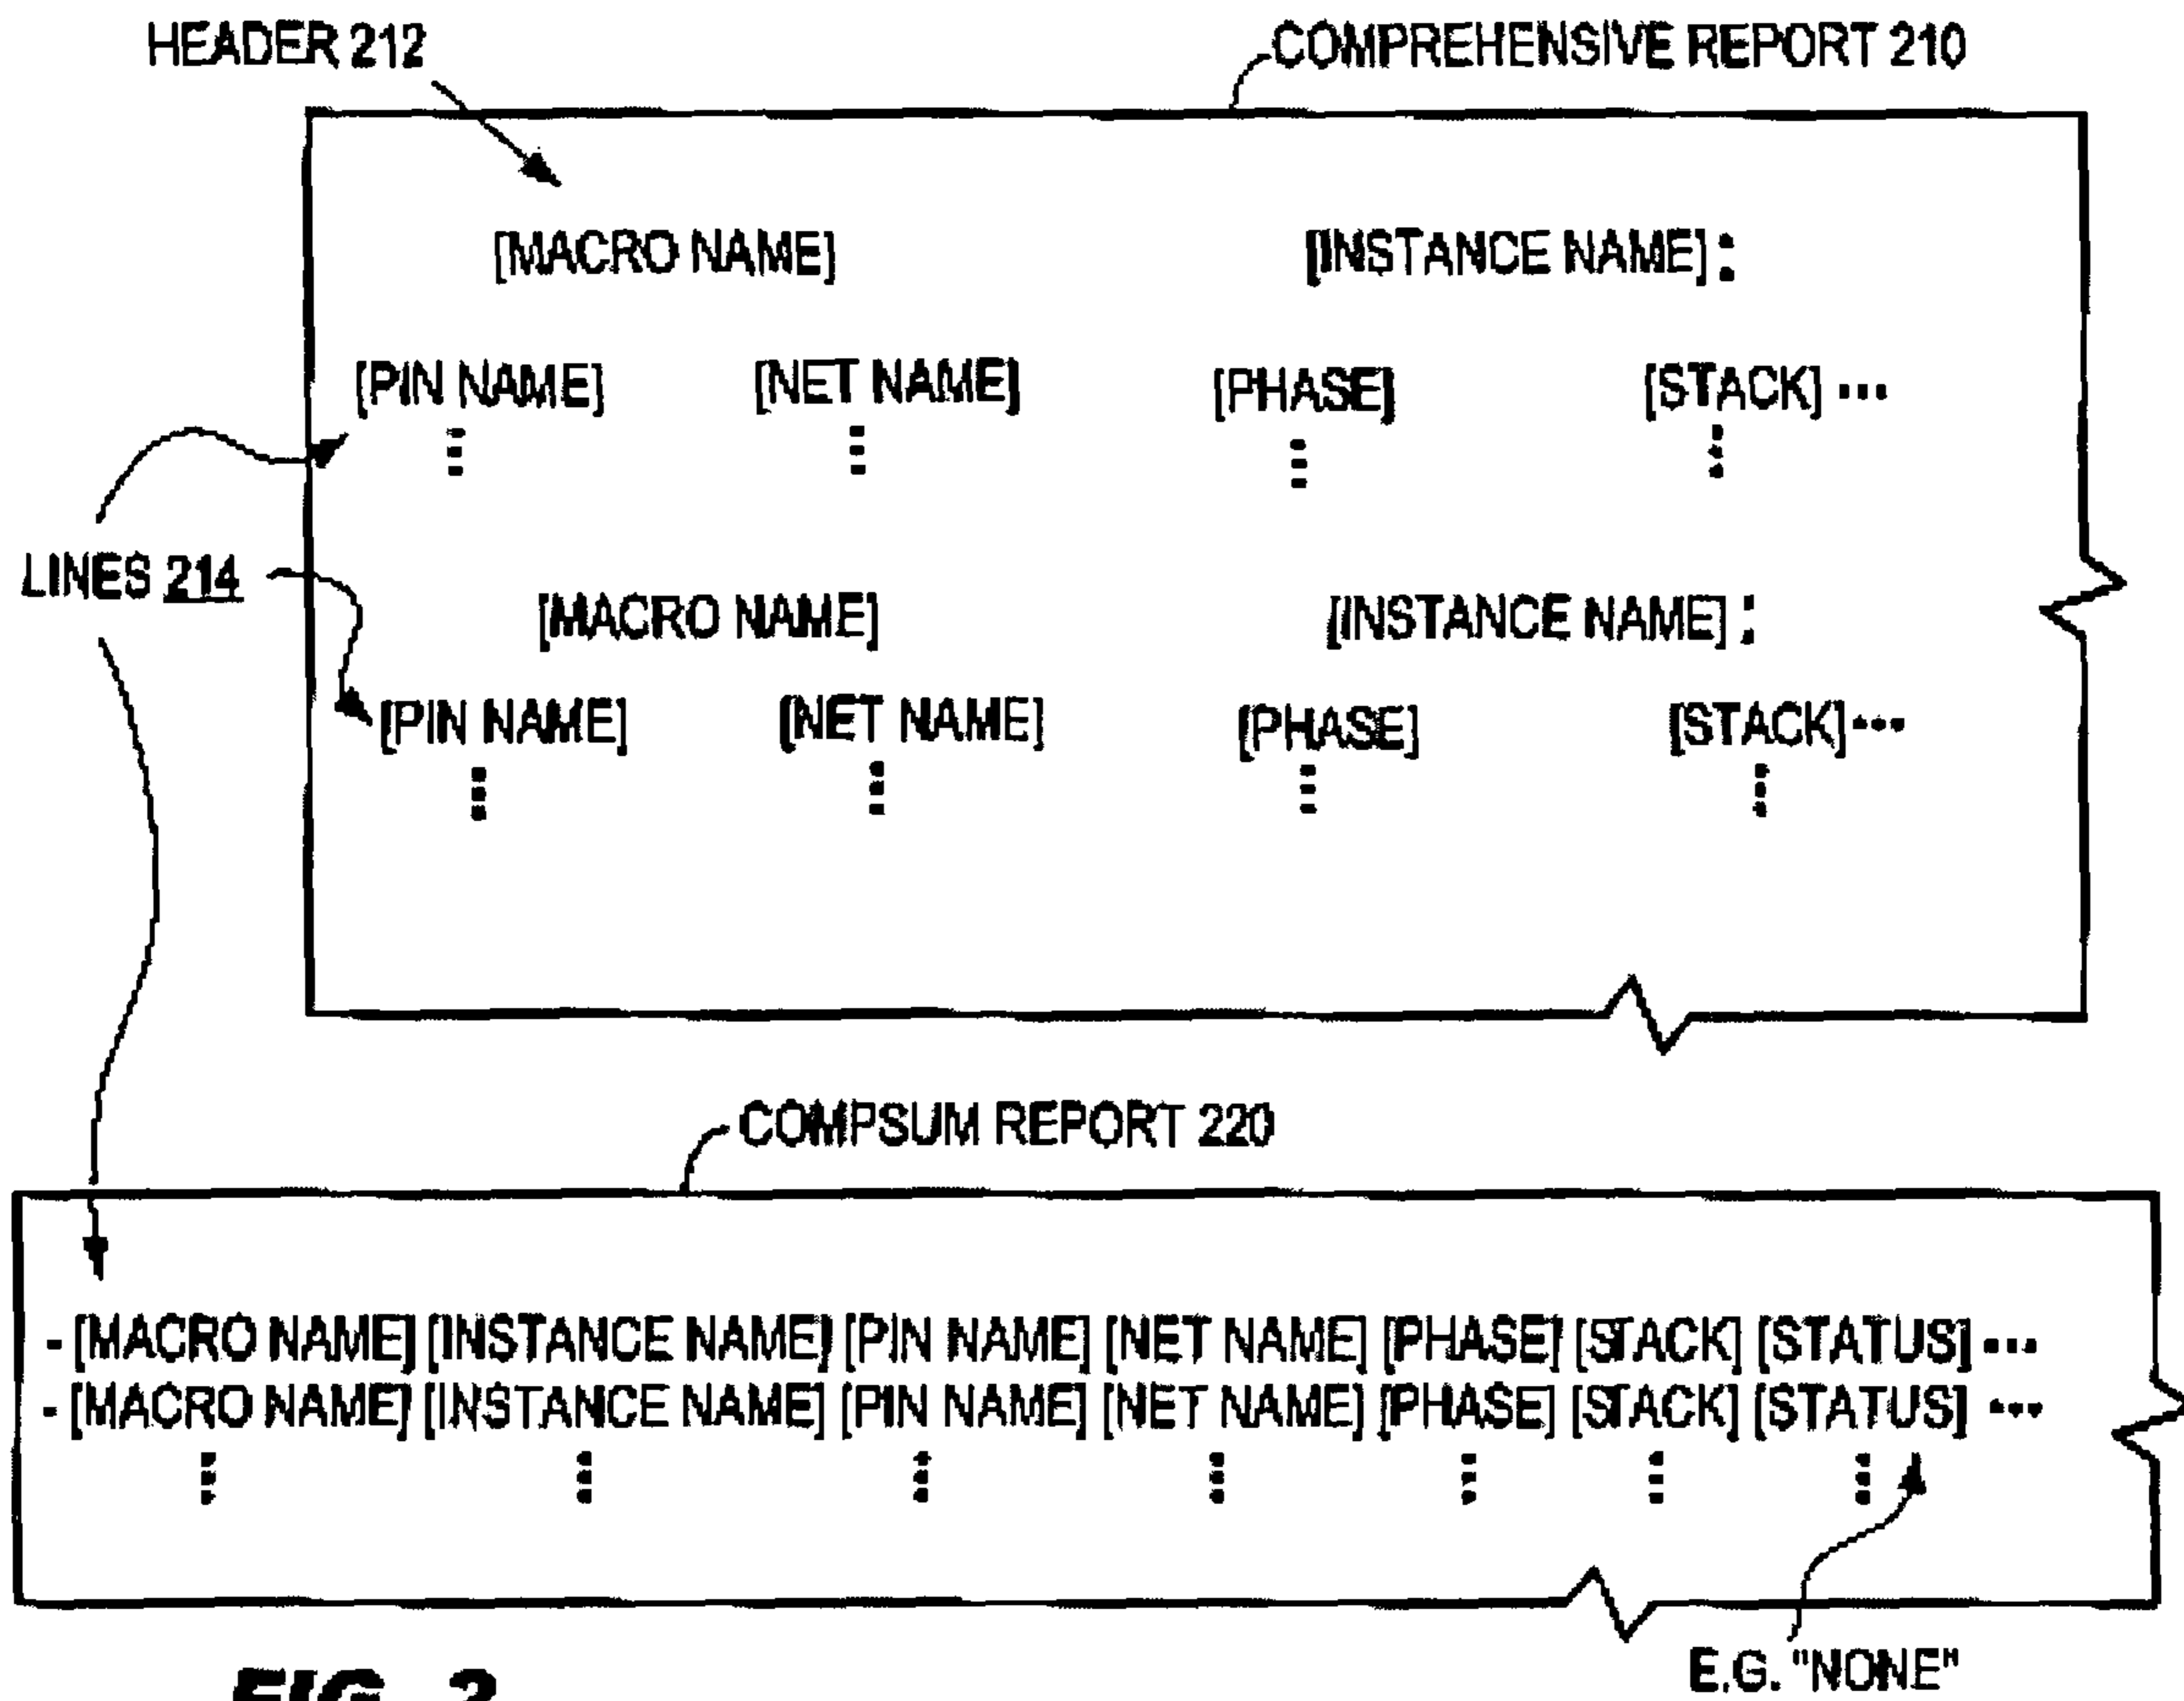 HEADER 212
COMPREHENSIVE REPORT 210
[MACRO NAME] [INSTANCE NAME] :
[PIN NAME] [NET NAME] [PHASE] [STACK] ...
LINES 214
[MACRO NAME] [INSTANCE NAME] :
[PIN NAME] [NET NAME] [PHASE] [STACK] ...
COMPSUM REPORT 220
- [MACRO NAME] [INSTANCE NAME] [PIN NAME] [NET NAME] [PHASE] [STACK] [STATUS] ...
- [MACRO NAME] [INSTANCE NAME] [PIN NAME] [NET NAME] [PHASE] [STACK] [STATUS] ...
E.G. "NONE"
FIG. 2